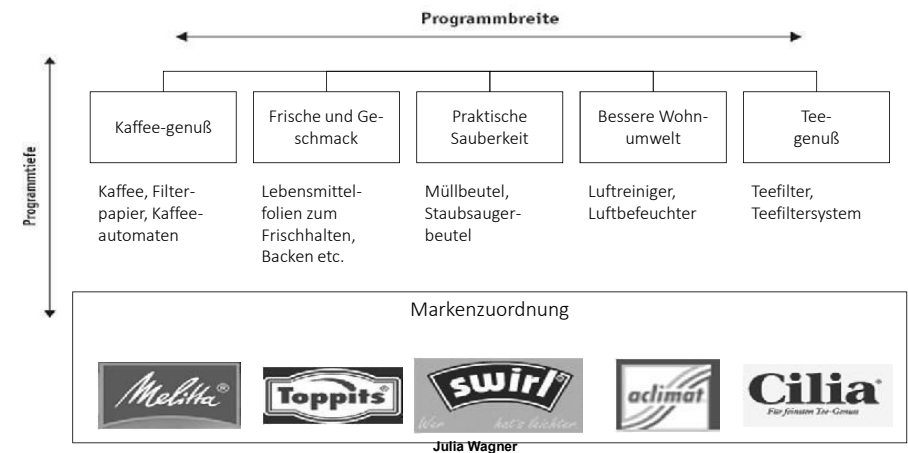 Programmbreite
Programmtiefe
Kaffee-genuß
Frische und Ge-
schmack
Praktische
Sauberkeit
Bessere Wohn-
umwelt
Tee-
genuß
Kaffee, Filter-
papier, Kaffee-
automaten
Lebensmittel-
folien zum
Frischhalten,
Backen etc.
Müllbeutel,
Staubsauger-
beutel
Luftreiniger,
Luftbefeuchter
Teefilter,
Teefiltersystem
Markenzuordnung
Melitta®
Toppits®
swirl®
Wer hat's leichter
aclimat
Cilia®
Für feinsten Tee-Genuss
Julia Wagner